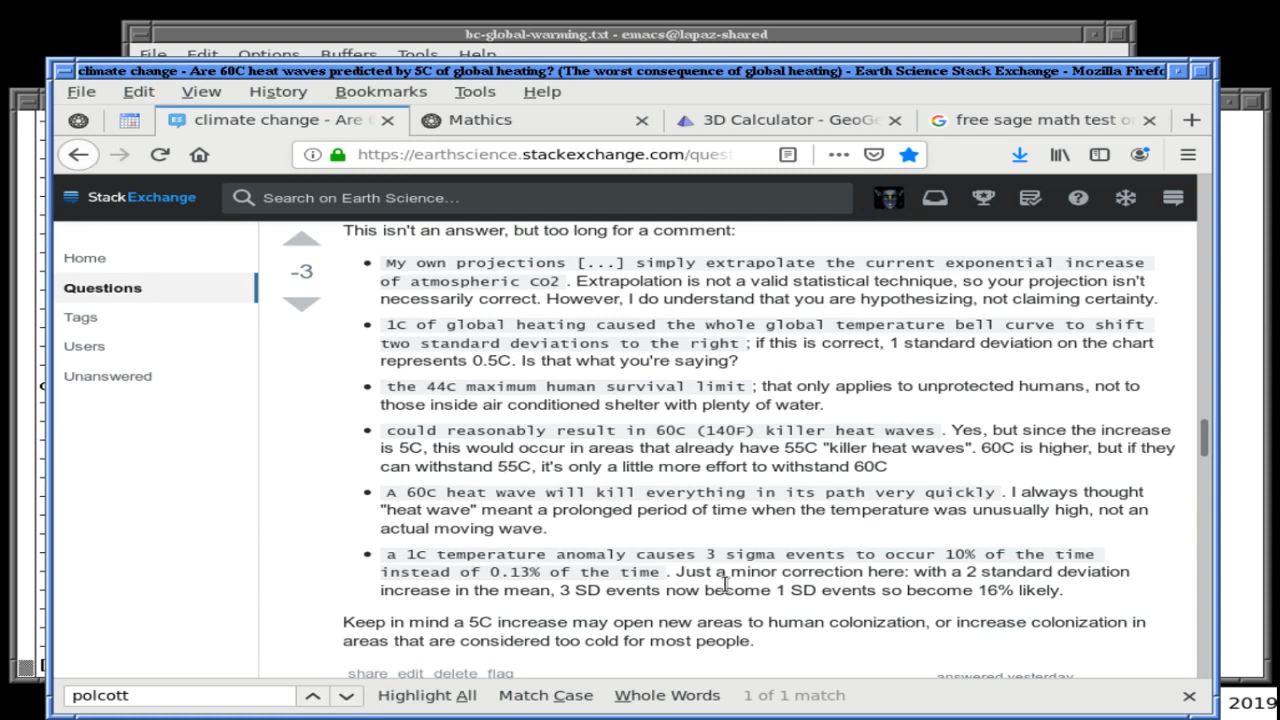 bc-global-warming.txt - emacs@lapaz-shared
File Edit Options Buffers Tools Help
climate change - Are 60C heat waves predicted by 5C of global heating? (The worst consequence of global heating) - Earth Science Stack Exchange - Mozilla Firefo
File Edit View History Bookmarks Tools Help
climate change - Are 6 Mathics 3D Calculator - GeoGe free sage math test o
https://earthscience.stackexchange.com/quest
StackExchange Search on Earth Science...
Home
Questions
Tags
Users
Unanswered
-3
This isn't an answer, but too long for a comment:
My own projections [...] simply extrapolate the current exponential increase
of atmospheric CO2 . Extrapolation is not a valid statistical technique, so your projection isn't
necessarily correct. However, I do understand that you are hypothesizing, not claiming certainty.
1C of global heating caused the whole global temperature bell curve to shift
two standard deviations to the right ; if this is correct, 1 standard deviation on the chart
represents 0.5C. Is that what you're saying?
the 44C maximum human survival limit ; that only applies to unprotected humans, not to
those inside air conditioned shelter with plenty of water.
could reasonably result in 60C (140F) killer heat waves . Yes, but since the increase
is 5C, this would occur in areas that already have 55C "killer heat waves". 60C is higher, but if they
can withstand 55C, it's only a little more effort to withstand 60C
A 60C heat wave will kill everything in its path very quickly . I always thought
"heat wave" meant a prolonged period of time when the temperature was unusually high, not an
actual moving wave.
a 1C temperature anomaly causes 3 sigma events to occur 10% of the time
instead of 0.13% of the time . Just a minor correction here: with a 2 standard deviation
increase in the mean, 3 SD events now become 1 SD events so become 16% likely.
Keep in mind a 5C increase may open new areas to human colonization, or increase colonization in
areas that are considered too cold for most people.
share edit delete flag answered yesterday
polcott Highlight All Match Case Whole Words 1 of 1 match
2019